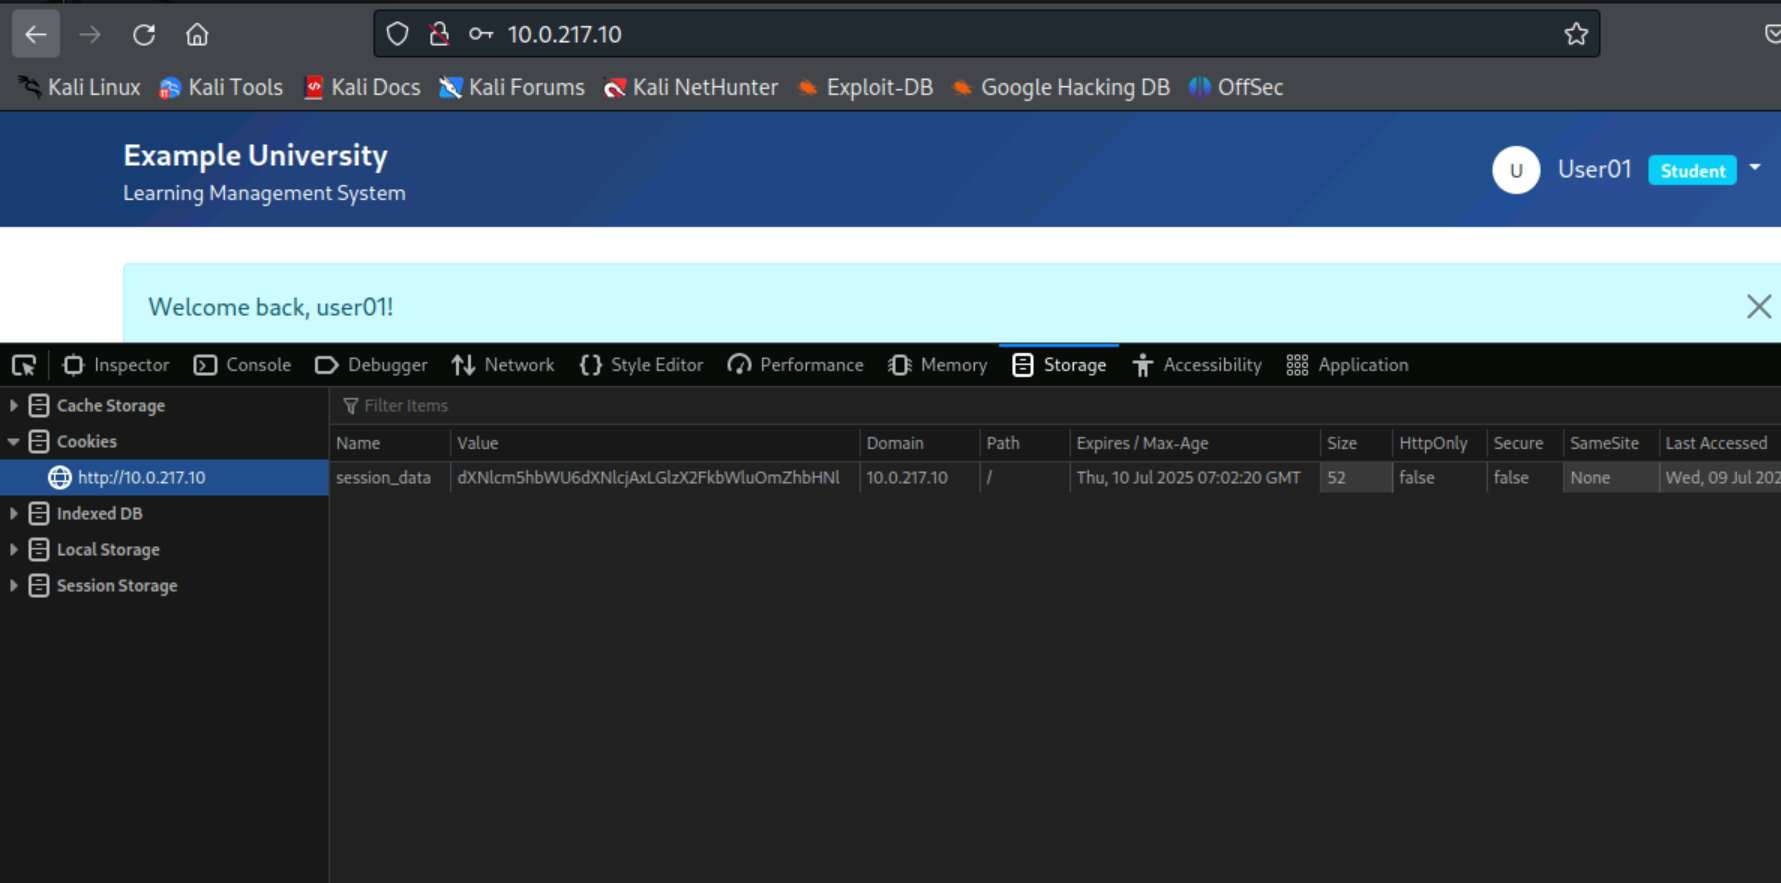 10.0.217.10
Kali Linux Kali Tools Kali Docs Kali Forums Kali NetHunter Exploit-DB Google Hacking DB OffSec
Example University
Learning Management System
U User01 Student
Welcome back, user01!
Inspector Console Debugger Network Style Editor Performance Memory Storage Accessibility Application
Cache Storage
Cookies
http://10.0.217.10
Indexed DB
Local Storage
Session Storage
Filter Items
Name Value Domain Path Expires / Max-Age Size HttpOnly Secure SameSite Last Accessed
session_data dXNlcm5hbWU6dXNlcjAxLGlzX2FkbWluOmZhbHNl 10.0.217.10 / Thu, 10 Jul 2025 07:02:20 GMT 52 false false None Wed, 09 Jul 202